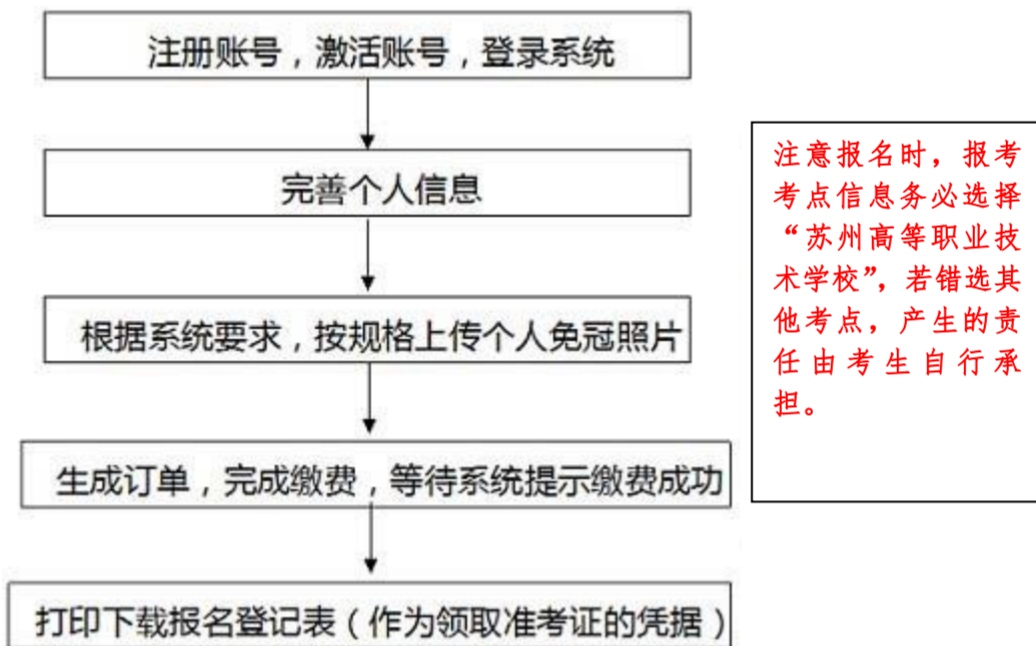 注册账号，激活账号，登录系统
完善个人信息
根据系统要求，按规格上传个人免冠照片
生成订单，完成缴费，等待系统提示缴费成功
打印下载报名登记表（作为领取准考证的凭据）
注意报名时，报考
考点信息务必选择
“苏州高等职业技
术学校”，若错选其
他考点，产生的责
任由考生自行承
担。